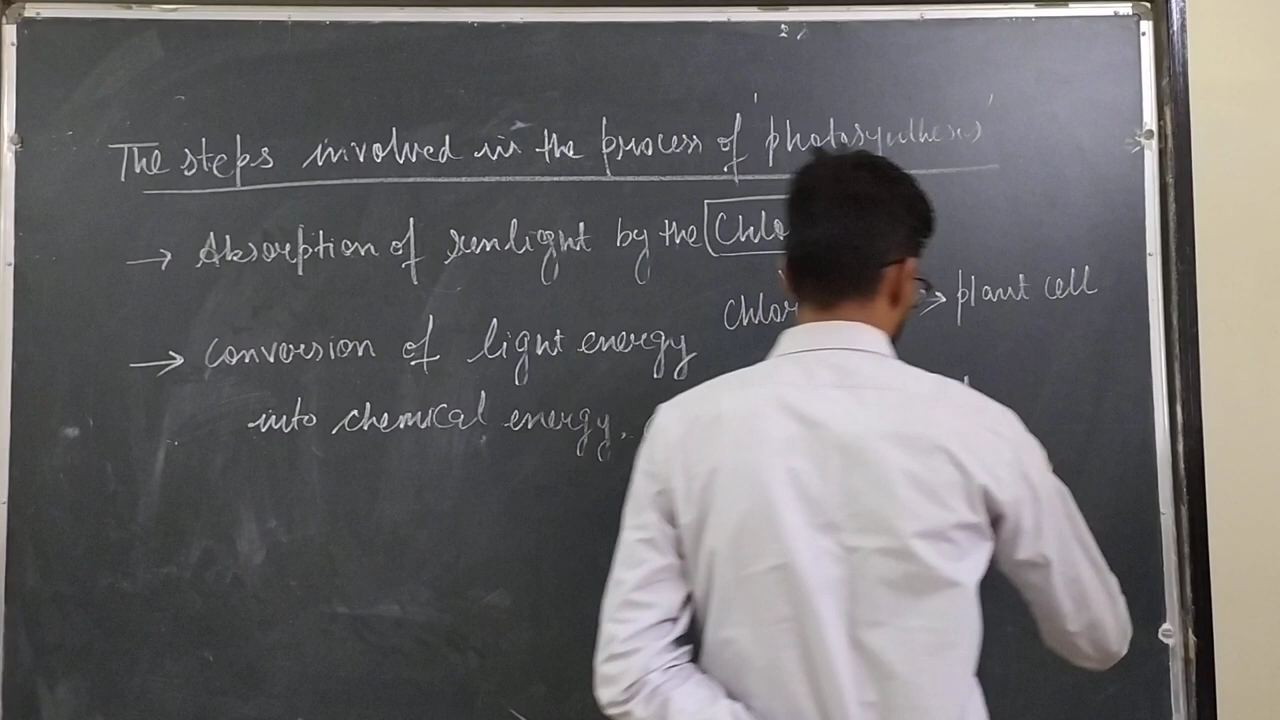 The steps involved in the process of 'photosynthesis'
→ Absorption of sunlight by the Chlo
Chlor → plant cell
→ Conversion of light energy
into chemical energy.